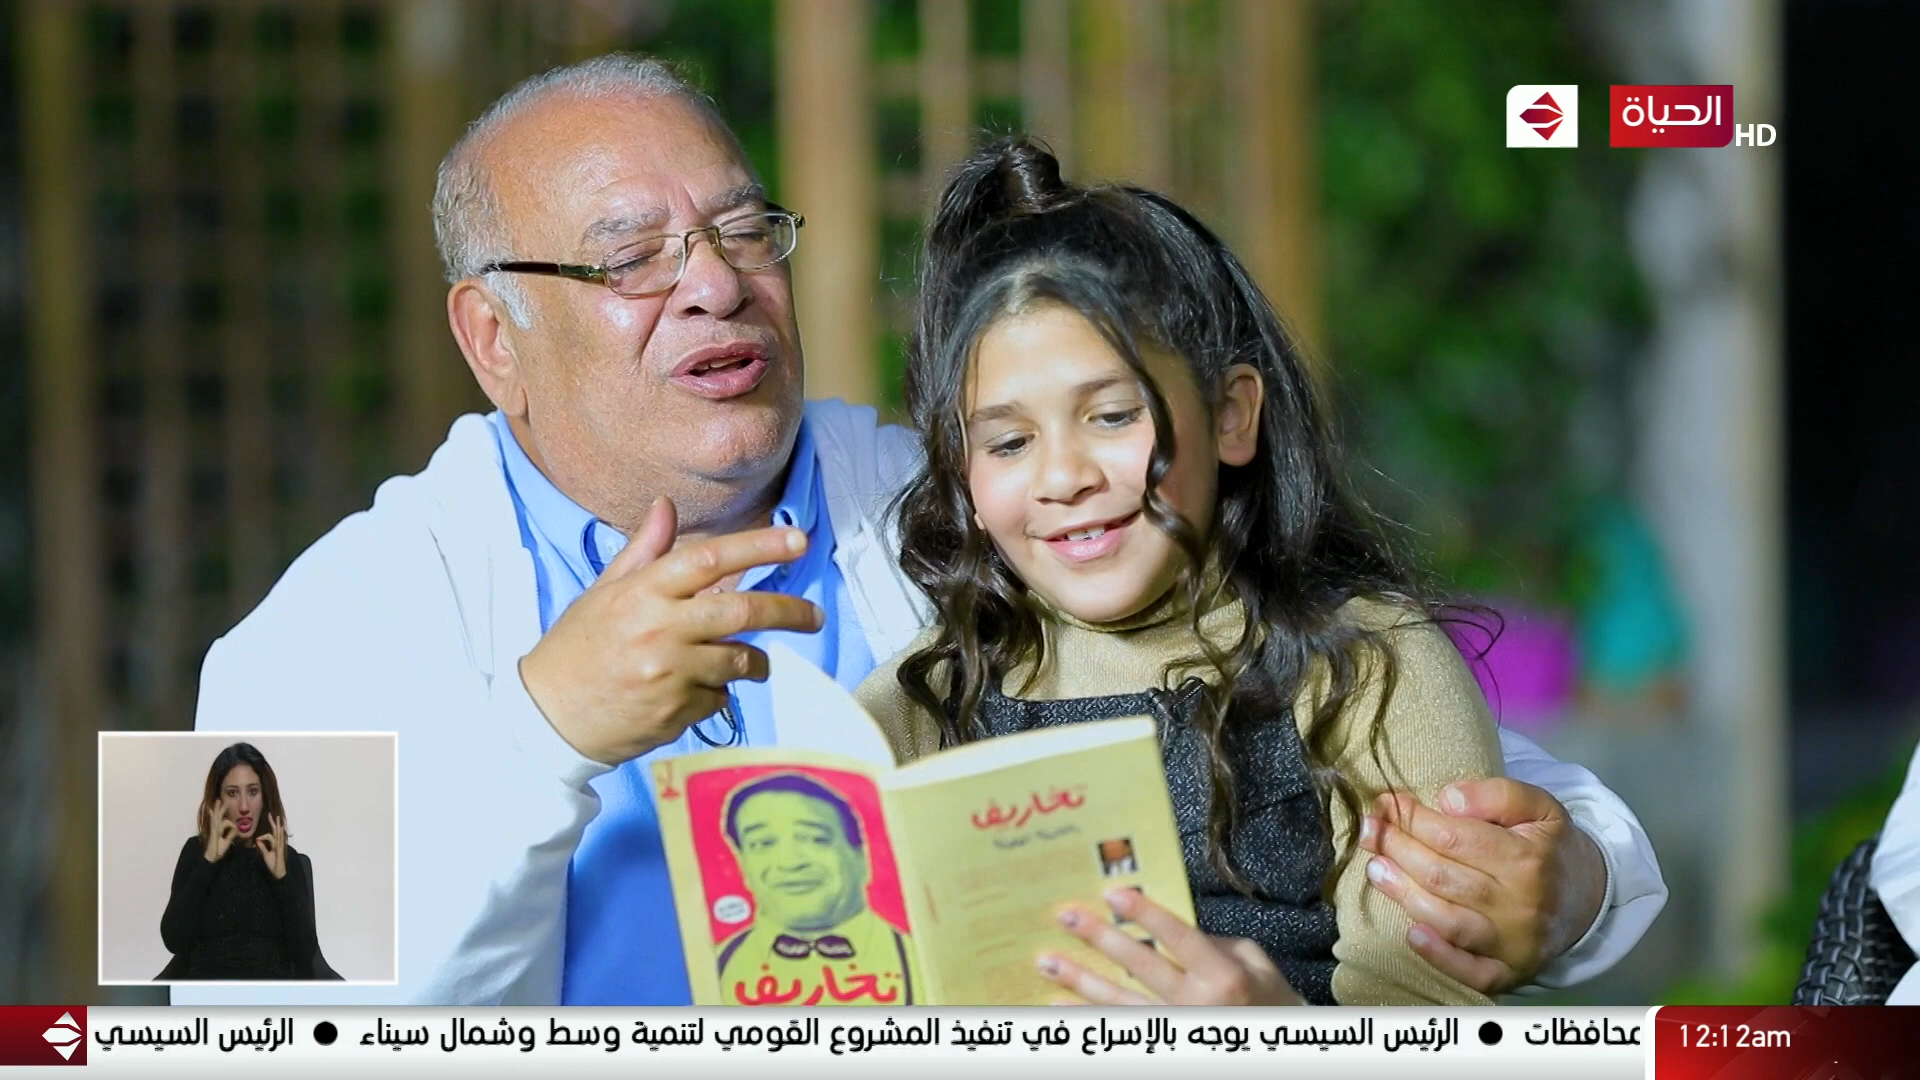 الحياة
HD
تخاريف
تخاريف
محافظات ● الرئيس السيسي يوجه بالإسراع في تنفيذ المشروع القومي لتنمية وسط وشمال سيناء ● الرئيس السيسي
12:12am